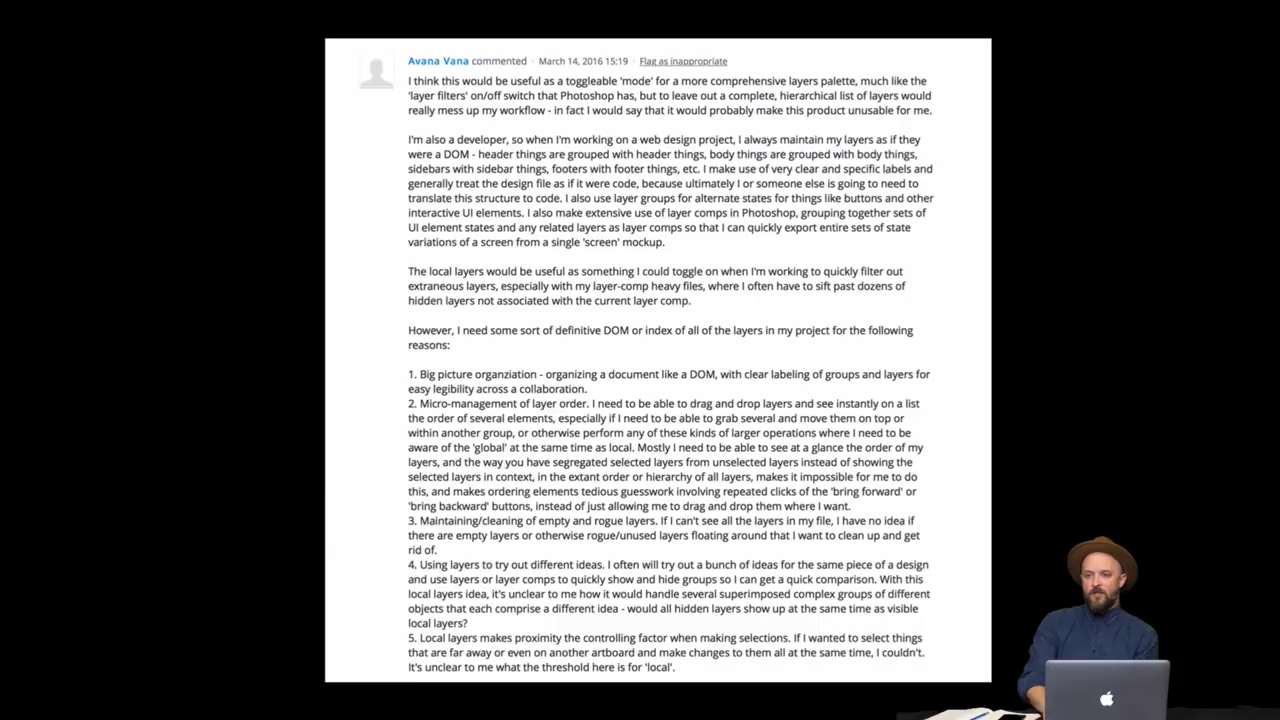 Avana Vana commented · March 14, 2016 15:19 · Flag as inappropriate
I think this would be useful as a toggleable 'mode' for a more comprehensive layers palette, much like the
'layer filters' on/off switch that Photoshop has, but to leave out a complete, hierarchical list of layers would
really mess up my workflow - in fact I would say that it would probably make this product unusable for me.
I'm also a developer, so when I'm working on a web design project, I always maintain my layers as if they
were a DOM - header things are grouped with header things, body things are grouped with body things,
sidebars with sidebar things, footers with footer things, etc. I make use of very clear and specific labels and
generally treat the design file as if it were code, because ultimately I or someone else is going to need to
translate this structure to code. I also use layer groups for alternate states for things like buttons and other
interactive UI elements. I also make extensive use of layer comps in Photoshop, grouping together sets of
UI element states and any related layers as layer comps so that I can quickly export entire sets of state
variations of a screen from a single 'screen' mockup.
The local layers would be useful as something I could toggle on when I'm working to quickly filter out
extraneous layers, especially with my layer-comp heavy files, where I often have to sift past dozens of
hidden layers not associated with the current layer comp.
However, I need some sort of definitive DOM or index of all of the layers in my project for the following
reasons:
1. Big picture organziation - organizing a document like a DOM, with clear labeling of groups and layers for
easy legibility across a collaboration.
2. Micro-management of layer order. I need to be able to drag and drop layers and see instantly on a list
the order of several elements, especially if I need to be able to grab several and move them on top or
within another group, or otherwise perform any of these kinds of larger operations where I need to be
aware of the 'global' at the same time as local. Mostly I need to be able to see at a glance the order of my
layers, and the way you have segregated selected layers from unselected layers instead of showing the
selected layers in context, in the extant order or hierarchy of all layers, makes it impossible for me to do
this, and makes ordering elements tedious guesswork involving repeated clicks of the 'bring forward' or
'bring backward' buttons, instead of just allowing me to drag and drop them where I want.
3. Maintaining/cleaning of empty and rogue layers. If I can't see all the layers in my file, I have no idea if
there are empty layers or otherwise rogue/unused layers floating around that I want to clean up and get
rid of.
4. Using layers to try out different ideas. I often will try out a bunch of ideas for the same piece of a design
and use layers or layer comps to quickly show and hide groups so I can get a quick comparison. With this
local layers idea, it's unclear to me how it would handle several superimposed complex groups of different
objects that each comprise a different idea - would all hidden layers show up at the same time as visible
local layers?
5. Local layers makes proximity the controlling factor when making selections. If I wanted to select things
that are far away or even on another artboard and make changes to them all at the same time, I couldn't.
It's unclear to me what the threshold here is for 'local'.